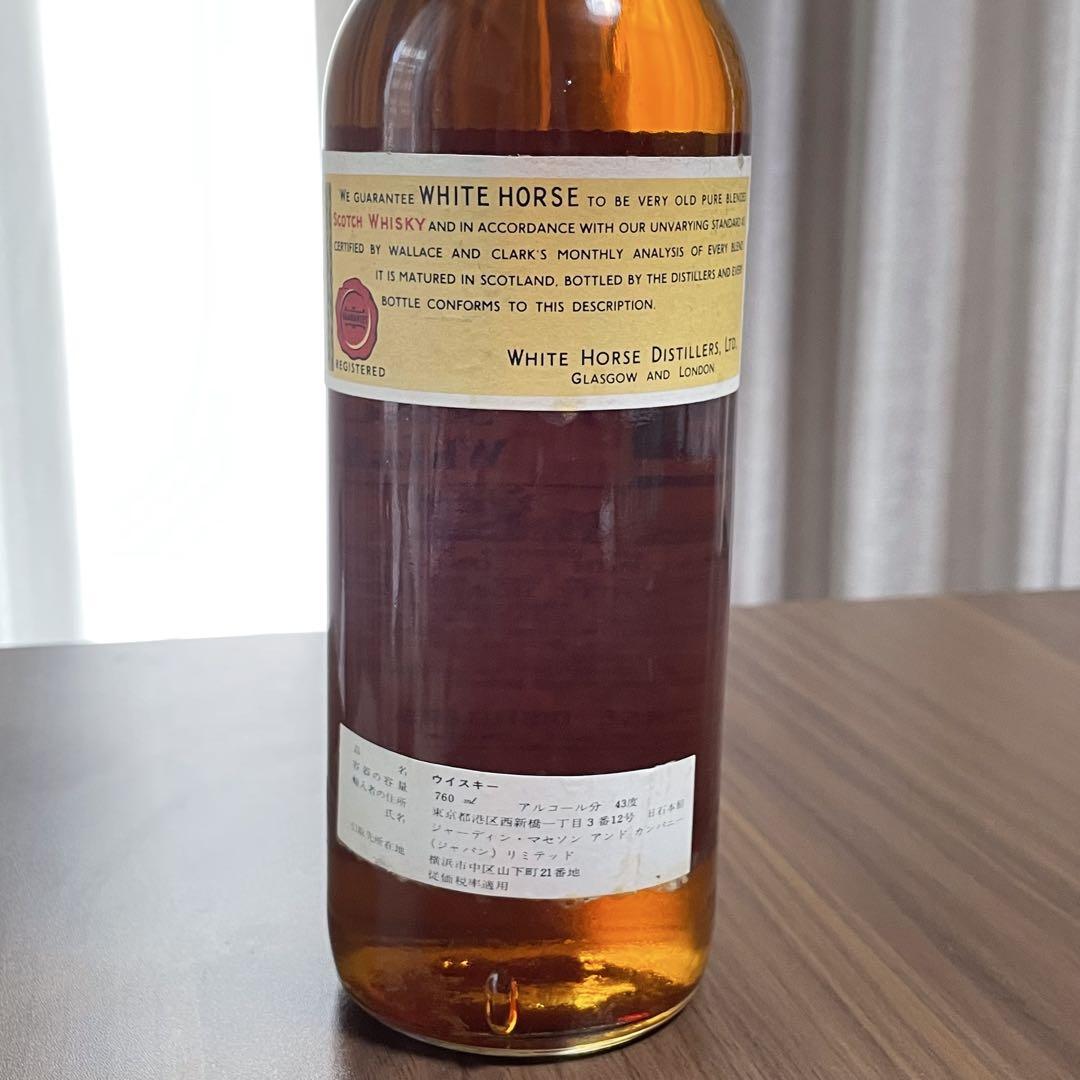 WE GUARANTEE WHITE HORSE TO BE VERY OLD PURE BLENDED
SCOTCH WHISKY AND IN ACCORDANCE WITH OUR UNVARYING STANDARD AS
CERTIFIED BY WALLACE AND CLARK'S MONTHLY ANALYSIS OF EVERY BLEND
IT IS MATURED IN SCOTLAND, BOTTLED BY THE DISTILLERS AND EVERY
BOTTLE CONFORMS TO THIS DESCRIPTION.
GUARANTEE
REGISTERED
WHITE HORSE DISTILLERS, LTD.
GLASGOW AND LONDON
品名 ウイスキー
容器の容量 760 ml アルコール分 43度
輸入者の住所 東京都港区西新橋一丁目3番12号 日石本館
氏名 ジャーディン・マセソン アンド カンパニー
(ジャパン) リミテッド
引取先所在地 横浜市中区山下町21番地
従価税率適用